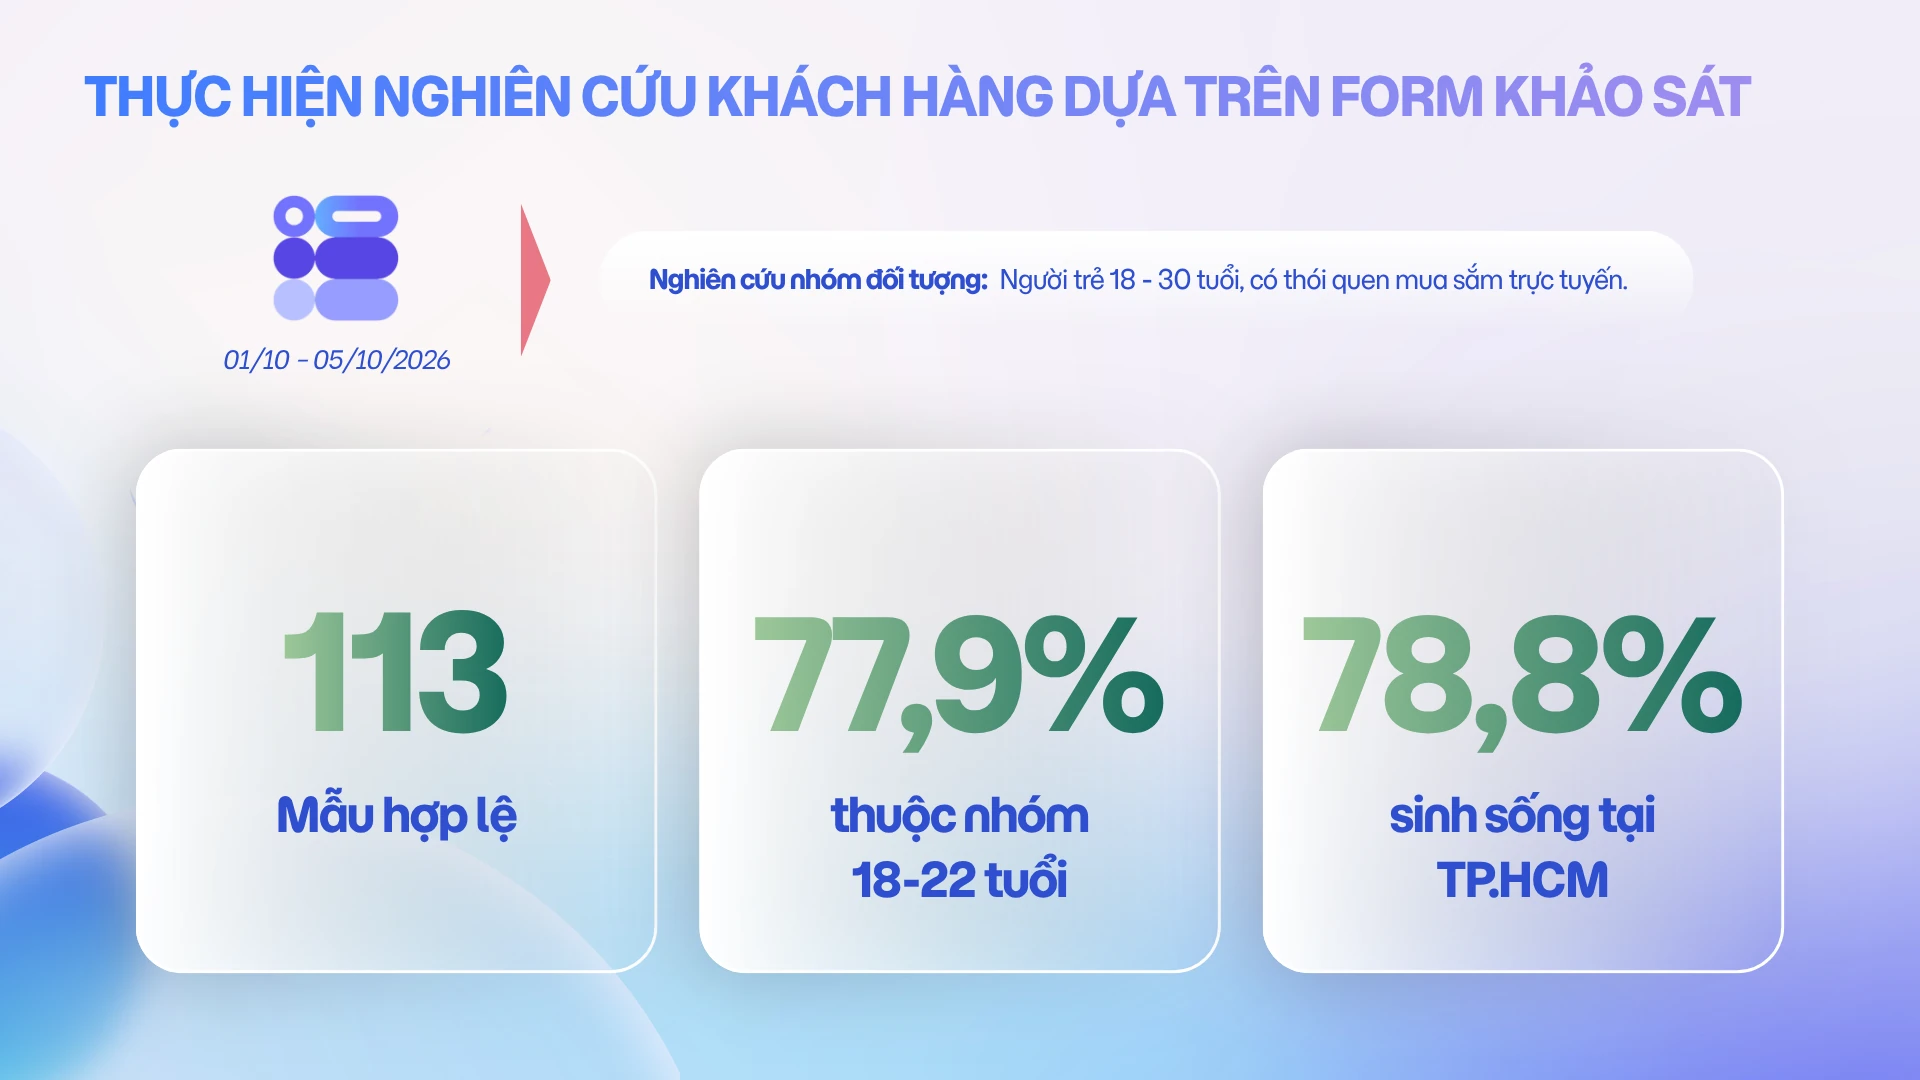 THỰC HIỆN NGHIÊN CỨU KHÁCH HÀNG DỰA TRÊN FORM KHẢO SÁT
01/10 - 05/10/2026
Nghiên cứu nhóm đối tượng: Người trẻ 18 - 30 tuổi, có thói quen mua sắm trực tuyến.
113
Mẫu hợp lệ
77,9%
thuộc nhóm
18-22 tuổi
78,8%
sinh sống tại
TP.HCM